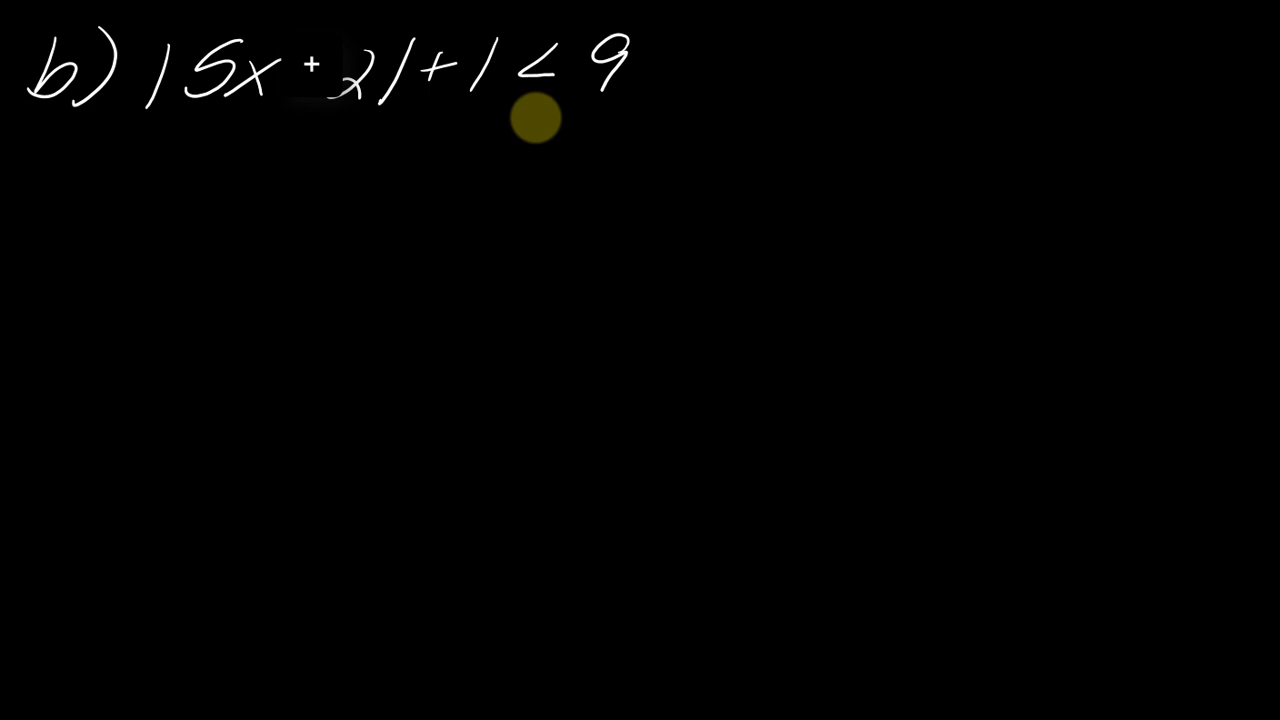 b) |5x + 2| + 1 < 9